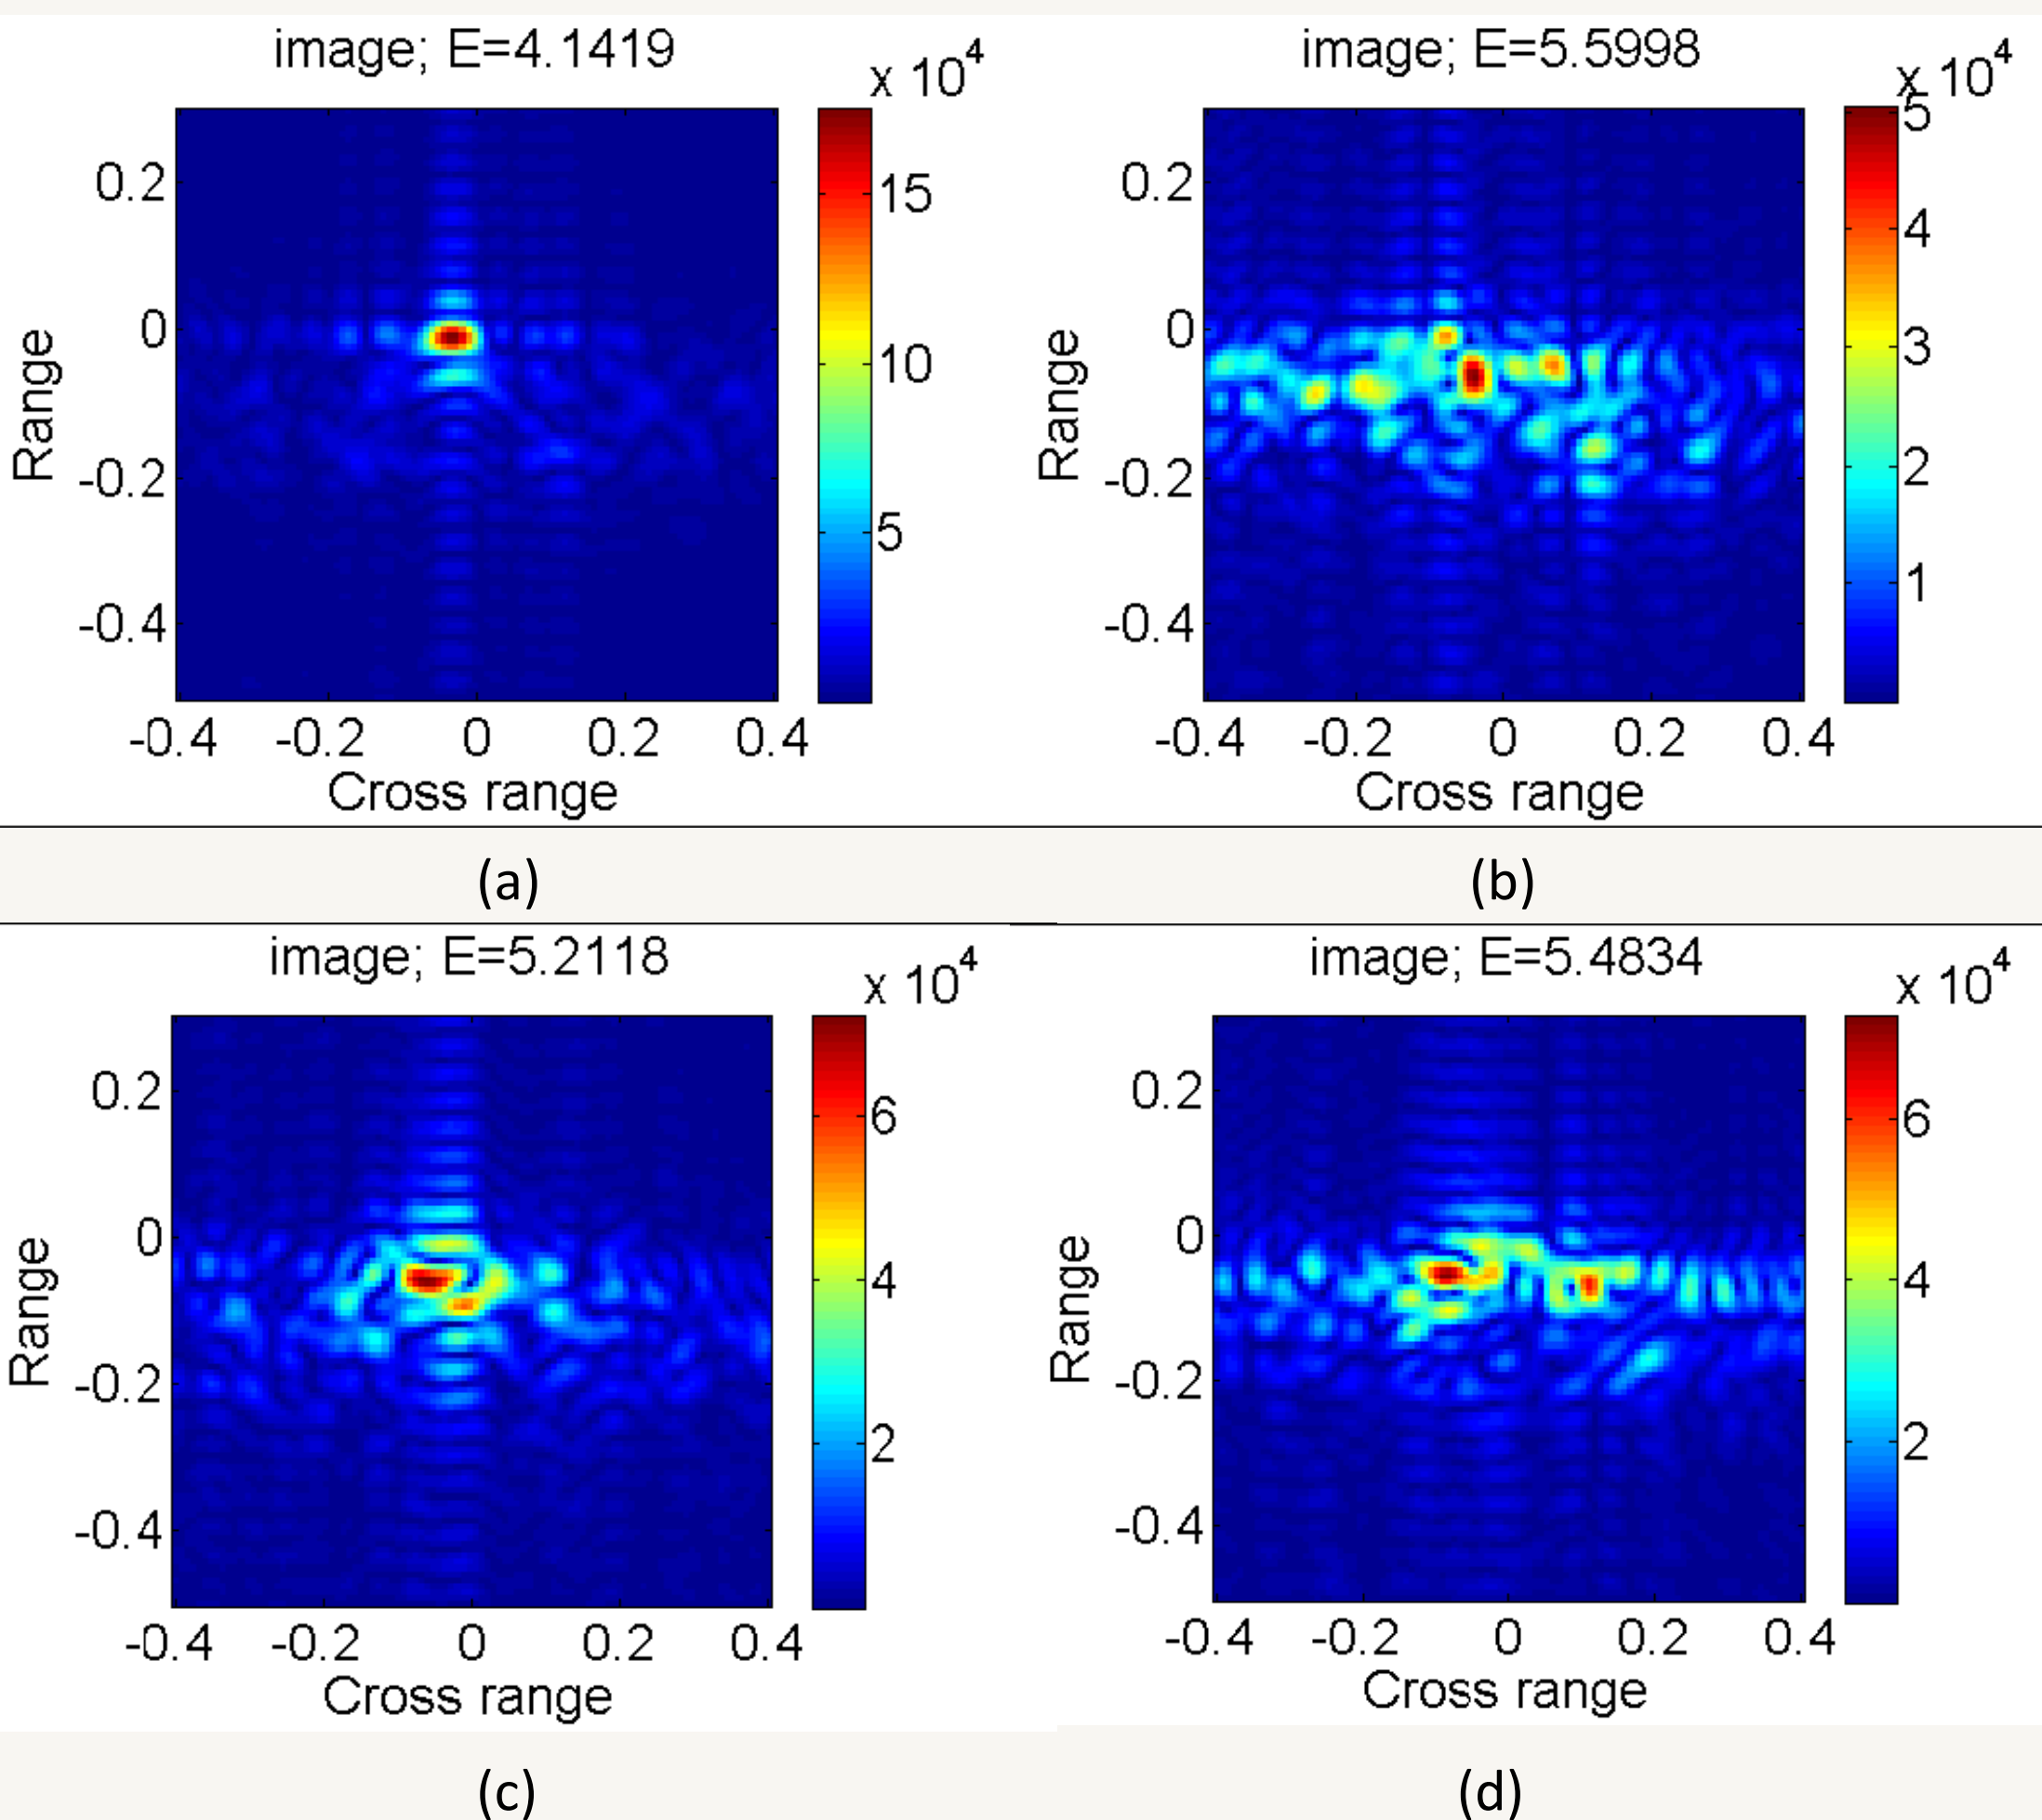 image; E=4.1419
x 10^4
0.2
0
-0.2
-0.4
Range
15
10
5
-0.4 -0.2 0 0.2 0.4
Cross range
(a)
image; E=5.5998
x 10^4
0.2
0
-0.2
-0.4
Range
5
4
3
2
1
-0.4 -0.2 0 0.2 0.4
Cross range
(b)
image; E=5.2118
x 10^4
0.2
0
-0.2
-0.4
Range
6
4
2
-0.4 -0.2 0 0.2 0.4
Cross range
(c)
image; E=5.4834
x 10^4
0.2
0
-0.2
-0.4
Range
6
4
2
-0.4 -0.2 0 0.2 0.4
Cross range
(d)